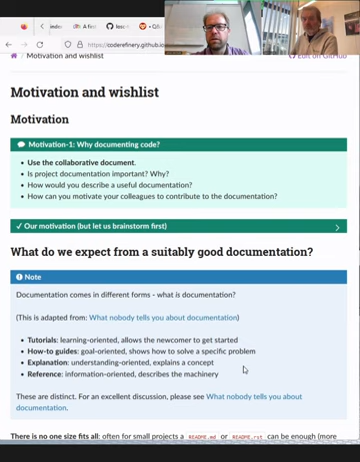 index
A first
https://coderefinery.github.io
/ Motivation and wishlist
Edit on GitHub
Motivation and wishlist
Motivation
Motivation-1: Why documenting code?
Use the collaborative document.
Is project documentation important? Why?
How would you describe a useful documentation?
How can you motivate your colleagues to contribute to the documentation?
Our motivation (but let us brainstorm first)
What do we expect from a suitably good documentation?
Note
Documentation comes in different forms - what is documentation?
(This is adapted from: What nobody tells you about documentation)
Tutorials: learning-oriented, allows the newcomer to get started
How-to guides: goal-oriented, shows how to solve a specific problem
Explanation: understanding-oriented, explains a concept
Reference: information-oriented, describes the machinery
These are distinct. For an excellent discussion, please see What nobody tells you about
documentation.
There is no one size fits all: often for small projects a README.md or README.rst can be enough (more